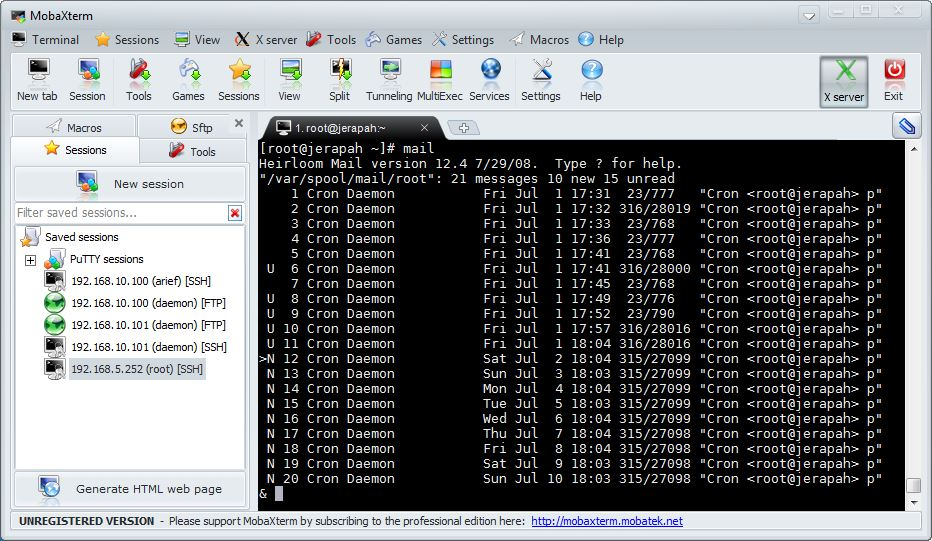 MobaXterm
Terminal Sessions View X server Tools Games Settings Macros Help
New tab Session Tools Games Sessions View Split Tunneling MultiExec Services Settings Help X server Exit
Macros Sftp
Sessions Tools
New session
Filter saved sessions...
Saved sessions
PuTTY sessions
192.168.10.100 (arief) [SSH]
192.168.10.100 (daemon) [FTP]
192.168.10.101 (daemon) [FTP]
192.168.10.101 (daemon) [SSH]
192.168.5.252 (root) [SSH]
Generate HTML web page
1. root@jerapah:~
[root@jerapah ~]# mail
Heirloom Mail version 12.4 7/29/08. Type ? for help.
"/var/spool/mail/root": 21 messages 10 new 15 unread
1 Cron Daemon Fri Jul 1 17:31 23/777 "Cron <root@jerapah> p"
2 Cron Daemon Fri Jul 1 17:32 316/28019 "Cron <root@jerapah> p"
3 Cron Daemon Fri Jul 1 17:33 23/768 "Cron <root@jerapah> p"
4 Cron Daemon Fri Jul 1 17:36 23/777 "Cron <root@jerapah> p"
5 Cron Daemon Fri Jul 1 17:41 23/768 "Cron <root@jerapah> p"
U 6 Cron Daemon Fri Jul 1 17:41 316/28000 "Cron <root@jerapah> p"
7 Cron Daemon Fri Jul 1 17:45 23/768 "Cron <root@jerapah> p"
U 8 Cron Daemon Fri Jul 1 17:49 23/776 "Cron <root@jerapah> p"
U 9 Cron Daemon Fri Jul 1 17:52 23/790 "Cron <root@jerapah> p"
U 10 Cron Daemon Fri Jul 1 17:57 316/28016 "Cron <root@jerapah> p"
U 11 Cron Daemon Fri Jul 1 18:04 316/28016 "Cron <root@jerapah> p"
>N 12 Cron Daemon Sat Jul 2 18:04 315/27099 "Cron <root@jerapah> p"
N 13 Cron Daemon Sun Jul 3 18:03 315/27099 "Cron <root@jerapah> p"
N 14 Cron Daemon Mon Jul 4 18:04 315/27099 "Cron <root@jerapah> p"
N 15 Cron Daemon Tue Jul 5 18:03 315/27099 "Cron <root@jerapah> p"
N 16 Cron Daemon Wed Jul 6 18:04 315/27099 "Cron <root@jerapah> p"
N 17 Cron Daemon Thu Jul 7 18:04 315/27098 "Cron <root@jerapah> p"
N 18 Cron Daemon Fri Jul 8 18:04 315/27098 "Cron <root@jerapah> p"
N 19 Cron Daemon Sat Jul 9 18:03 315/27098 "Cron <root@jerapah> p"
N 20 Cron Daemon Sun Jul 10 18:03 315/27098 "Cron <root@jerapah> p"
&
UNREGISTERED VERSION - Please support MobaXterm by subscribing to the professional edition here: http://mobaxterm.mobatek.net